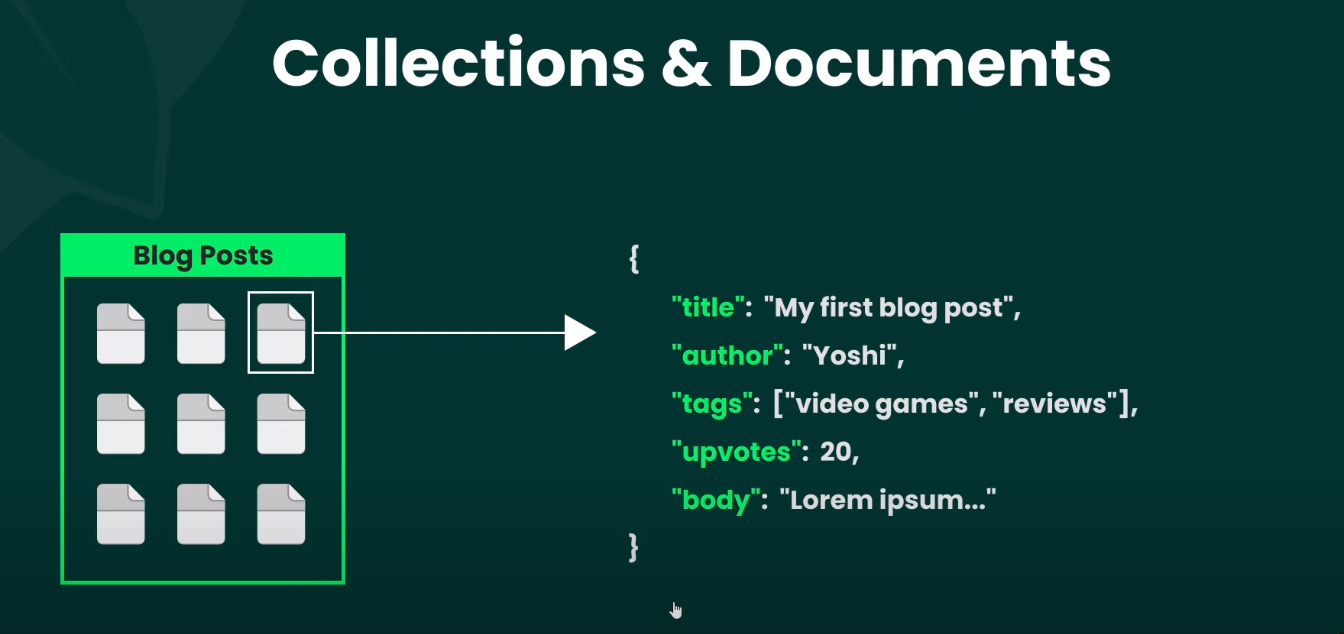 Collections & Documents
Blog Posts
{
"title": "My first blog post",
"author": "Yoshi",
"tags": ["video games", "reviews"],
"upvotes": 20,
"body": "Lorem ipsum..."
}